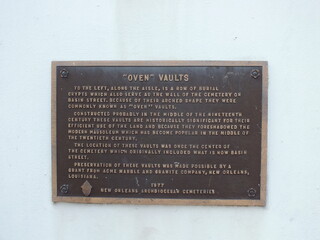 "OVEN" VAULTS
TO THE LEFT, ALONG THE AISLE, IS A ROW OF BURIAL
CRYPTS WHICH ALSO SERVE AS THE WALL OF THE CEMETERY ON
BASIN STREET. BECAUSE OF THEIR ARCHED SHAPE THEY WERE
COMMONLY KNOWN AS "OVEN" VAULTS.
CONSTRUCTED PROBABLY IN THE MIDDLE OF THE NINETEENTH
CENTURY THESE VAULTS ARE HISTORICALLY SIGNIFICANT FOR THEIR
EFFICIENT USE OF THE LAND AND BECAUSE THEY FORESHADOWED THE
MODERN MAUSOLEUM WHICH HAS BECOME POPULAR IN THE MIDDLE OF
THE TWENTIETH CENTURY.
THE LOCATION OF THESE VAULTS WAS ONCE THE CENTER OF
THE CEMETERY WHICH ORIGINALLY INCLUDED WHAT IS NOW BASIN
STREET.
PRESERVATION OF THESE VAULTS WAS MADE POSSIBLE BY A
GRANT FROM ACME MARBLE AND GRANITE COMPANY, NEW ORLEANS,
LOUISIANA.
1977
NEW ORLEANS ARCHDIOCESAN CEMETERIES